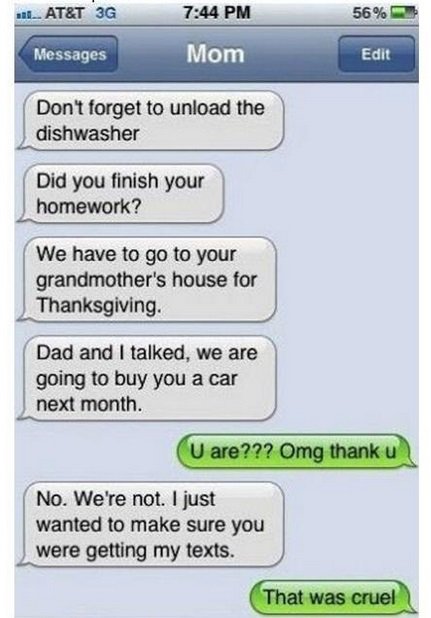 AT&T 3G 7:44 PM 56%
Messages Mom Edit
Don't forget to unload the
dishwasher
Did you finish your
homework?
We have to go to your
grandmother's house for
Thanksgiving.
Dad and I talked, we are
going to buy you a car
next month.
U are??? Omg thank u
No. We're not. I just
wanted to make sure you
were getting my texts.
That was cruel